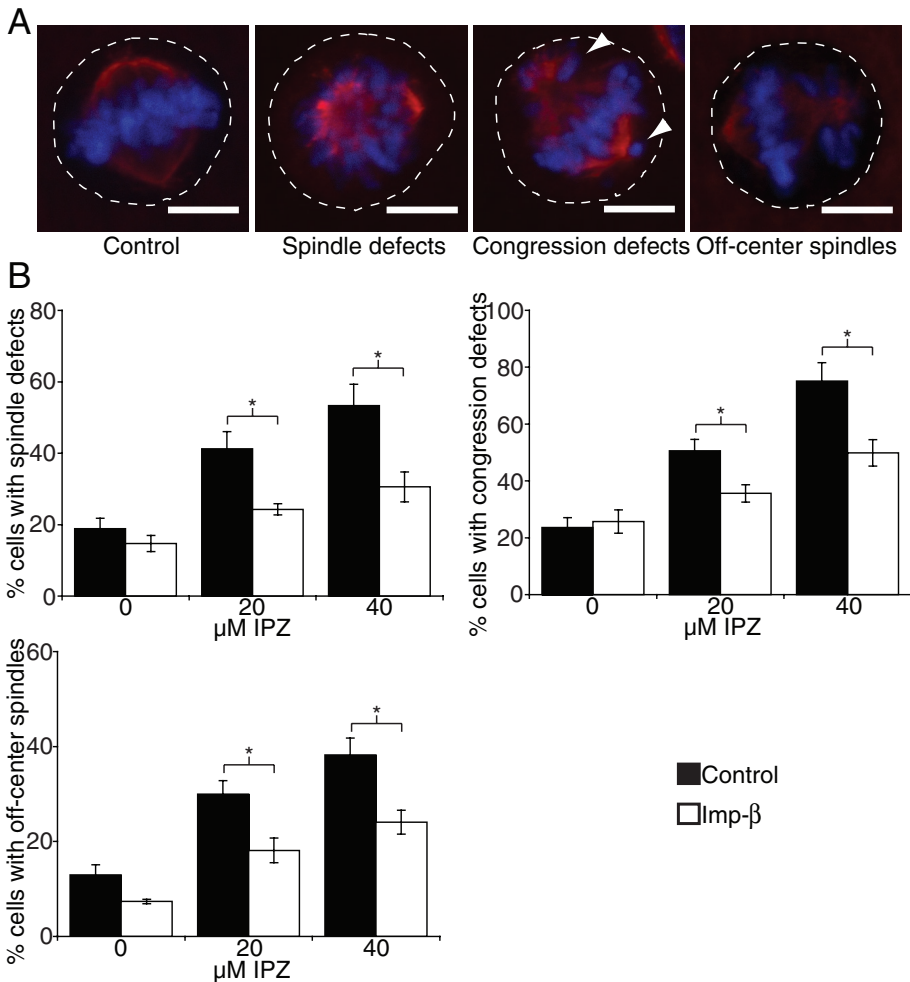 A
Control
Spindle defects
Congression defects
Off-center spindles
B
% cells with spindle defects
80
60
40
20
0
*
*
0
20
40
µM IPZ
% cells with congression defects
100
80
60
40
20
0
*
*
0
20
40
µM IPZ
% cells with off-center spindles
60
40
20
0
*
*
0
20
40
µM IPZ
Control
Imp-β